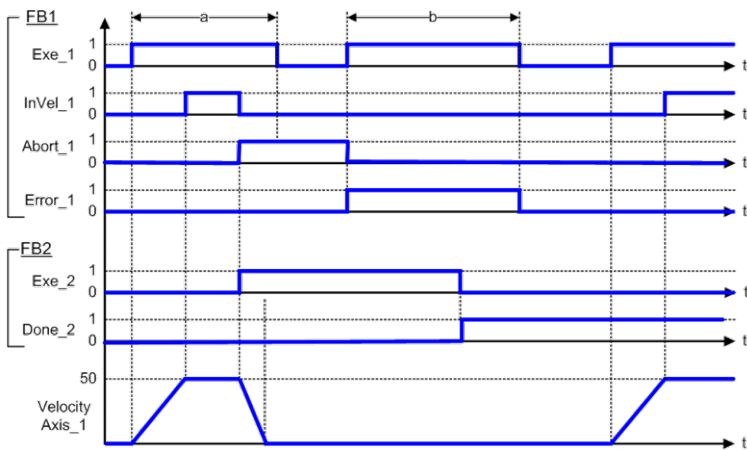 FB1
a
b
Exe_1
1
0
t
InVel_1
1
0
t
Abort_1
1
0
t
Error_1
1
0
t
FB2
Exe_2
1
0
t
Done_2
1
0
t
50
Velocity
Axis_1
t